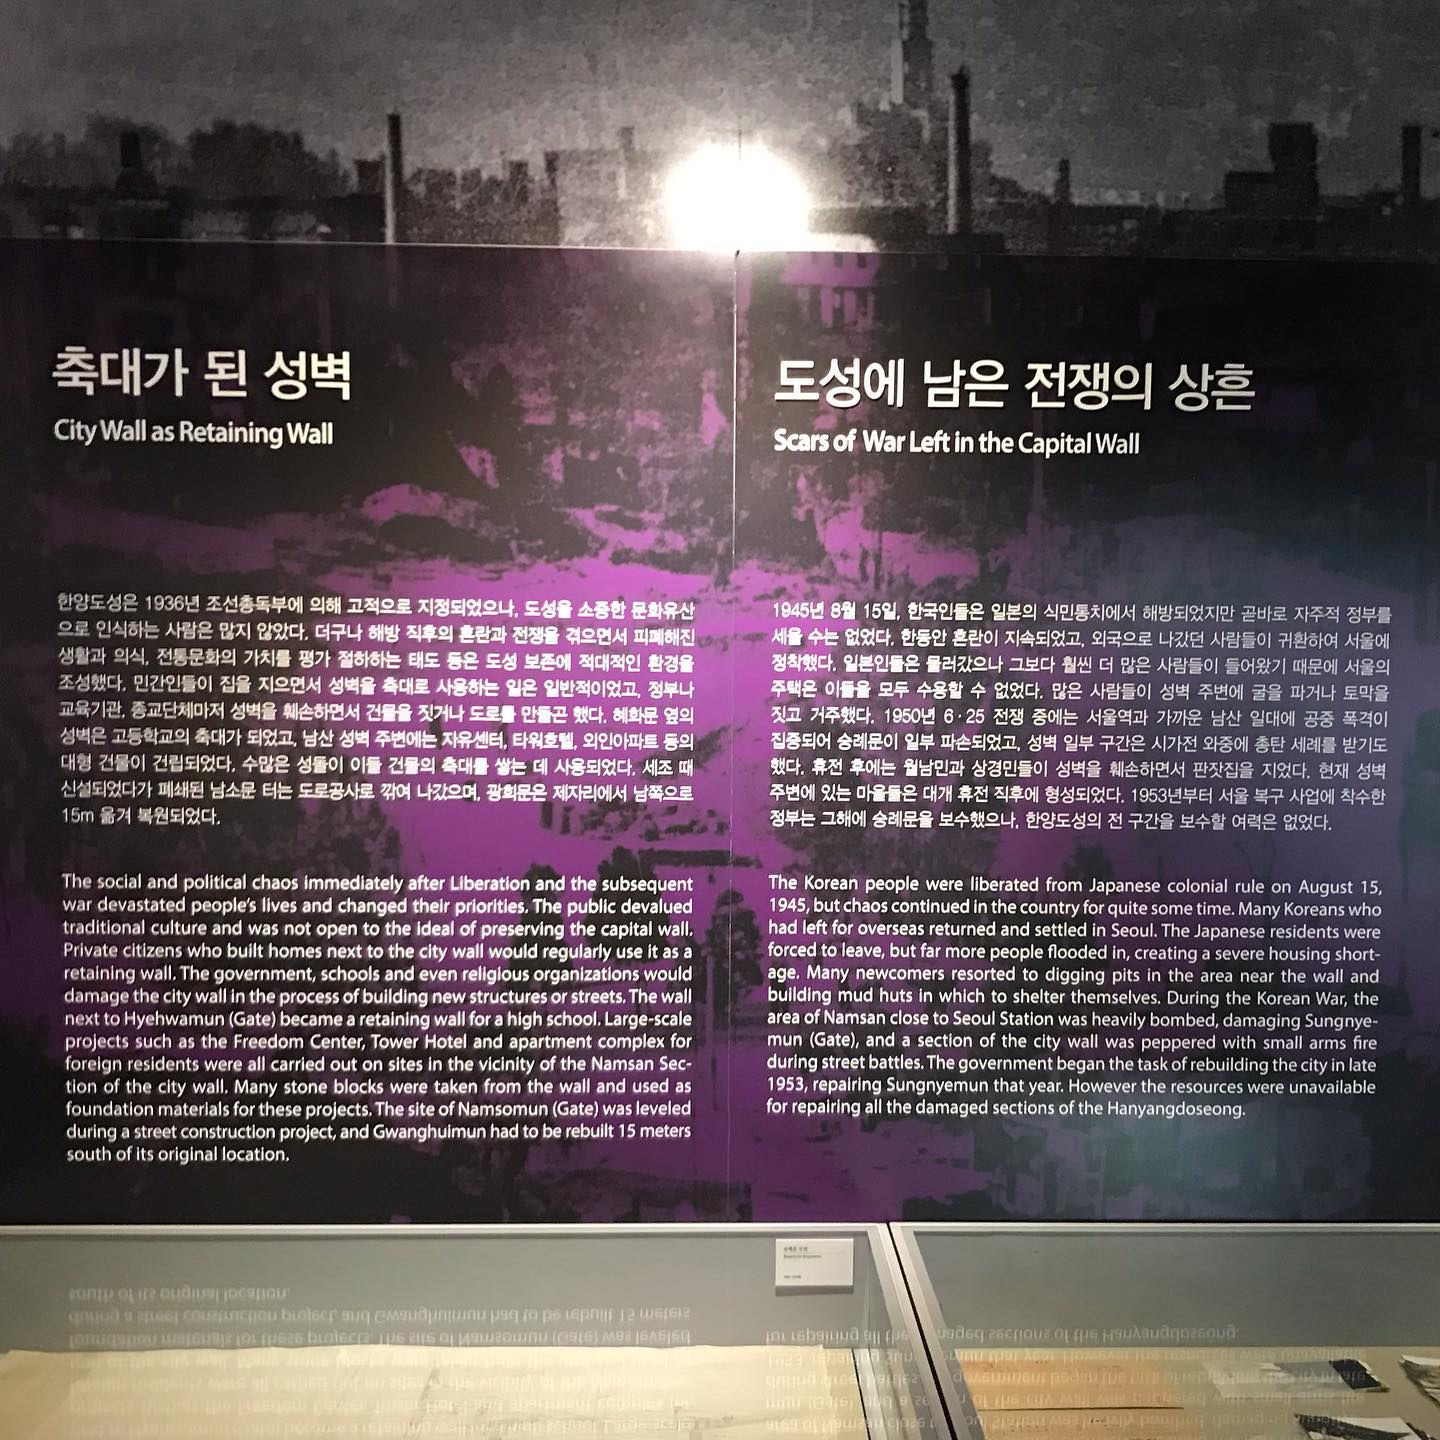 축대가 된 성벽
City Wall as Retaining Wall
한양도성은 1936년 조선총독부에 의해 고적으로 지정되었으나, 도성을 소중한 문화유산
으로 인식하는 사람은 많지 않았다. 더구나 해방 직후의 혼란과 전쟁을 겪으면서 피폐해진
생활과 의식, 전통문화의 가치를 평가 절하하는 태도 등은 도성 보존에 적대적인 환경을
조성했다. 민간인들이 집을 지으면서 성벽을 축대로 사용하는 일은 일반적이었고, 정부나
교육기관, 종교단체마저 성벽을 훼손하면서 건물을 짓거나 도로를 만들곤 했다. 혜화문 옆의
성벽은 고등학교의 축대가 되었고, 남산 성벽 주변에는 자유센터, 타워호텔, 외인아파트 등의
대형 건물이 건립되었다. 수많은 성돌이 이들 건물의 축대를 쌓는 데 사용되었다. 세조 때
신설되었다가 폐쇄된 남소문 터는 도로공사로 깎여 나갔으며, 광희문은 제자리에서 남쪽으로
15m 옮겨 복원되었다.
The social and political chaos immediately after Liberation and the subsequent
war devastated people's lives and changed their priorities. The public devalued
traditional culture and was not open to the ideal of preserving the capital wall.
Private citizens who built homes next to the city wall would regularly use it as a
retaining wall. The government, schools and even religious organizations would
damage the city wall in the process of building new structures or streets. The wall
next to Hyehwamun (Gate) became a retaining wall for a high school. Large-scale
projects such as the Freedom Center, Tower Hotel and apartment complex for
foreign residents were all carried out on sites in the vicinity of the Namsan Sec-
tion of the city wall. Many stone blocks were taken from the wall and used as
foundation materials for these projects. The site of Namsomun (Gate) was leveled
during a street construction project, and Gwanghuimun had to be rebuilt 15 meters
south of its original location.
도성에 남은 전쟁의 상흔
Scars of War Left in the Capital Wall
1945년 8월 15일, 한국인들은 일본의 식민통치에서 해방되었지만 곧바로 자주적 정부를
세울 수는 없었다. 한동안 혼란이 지속되었고, 외국으로 나갔던 사람들이 귀환하여 서울에
정착했다. 일본인들은 물러갔으나 그보다 훨씬 더 많은 사람들이 들어왔기 때문에 서울의
주택은 이들을 모두 수용할 수 없었다. 많은 사람들이 성벽 주변에 굴을 파거나 토막을
짓고 거주했다. 1950년 6·25 전쟁 중에는 서울역과 가까운 남산 일대에 공중 폭격이
집중되어 숭례문이 일부 파손되었고, 성벽 일부 구간은 시가전 와중에 총탄 세례를 받기도
했다. 휴전 후에는 월남민과 상경민들이 성벽을 훼손하면서 판잣집을 지었다. 현재 성벽
주변에 있는 마을들은 대개 휴전 직후에 형성되었다. 1953년부터 서울 복구 사업에 착수한
정부는 그해에 숭례문을 보수했으나, 한양도성의 전 구간을 보수할 여력은 없었다.
The Korean people were liberated from Japanese colonial rule on August 15,
1945, but chaos continued in the country for quite some time. Many Koreans who
had left for overseas returned and settled in Seoul. The Japanese residents were
forced to leave, but far more people flooded in, creating a severe housing short-
age. Many newcomers resorted to digging pits in the area near the wall and
building mud huts in which to shelter themselves. During the Korean War, the
area of Namsan close to Seoul Station was heavily bombed, damaging Sungnye-
mun (Gate), and a section of the city wall was peppered with small arms fire
during street battles. The government began the task of rebuilding the city in late
1953, repairing Sungnyemun that year. However the resources were unavailable
for repairing all the damaged sections of the Hanyangdoseong.